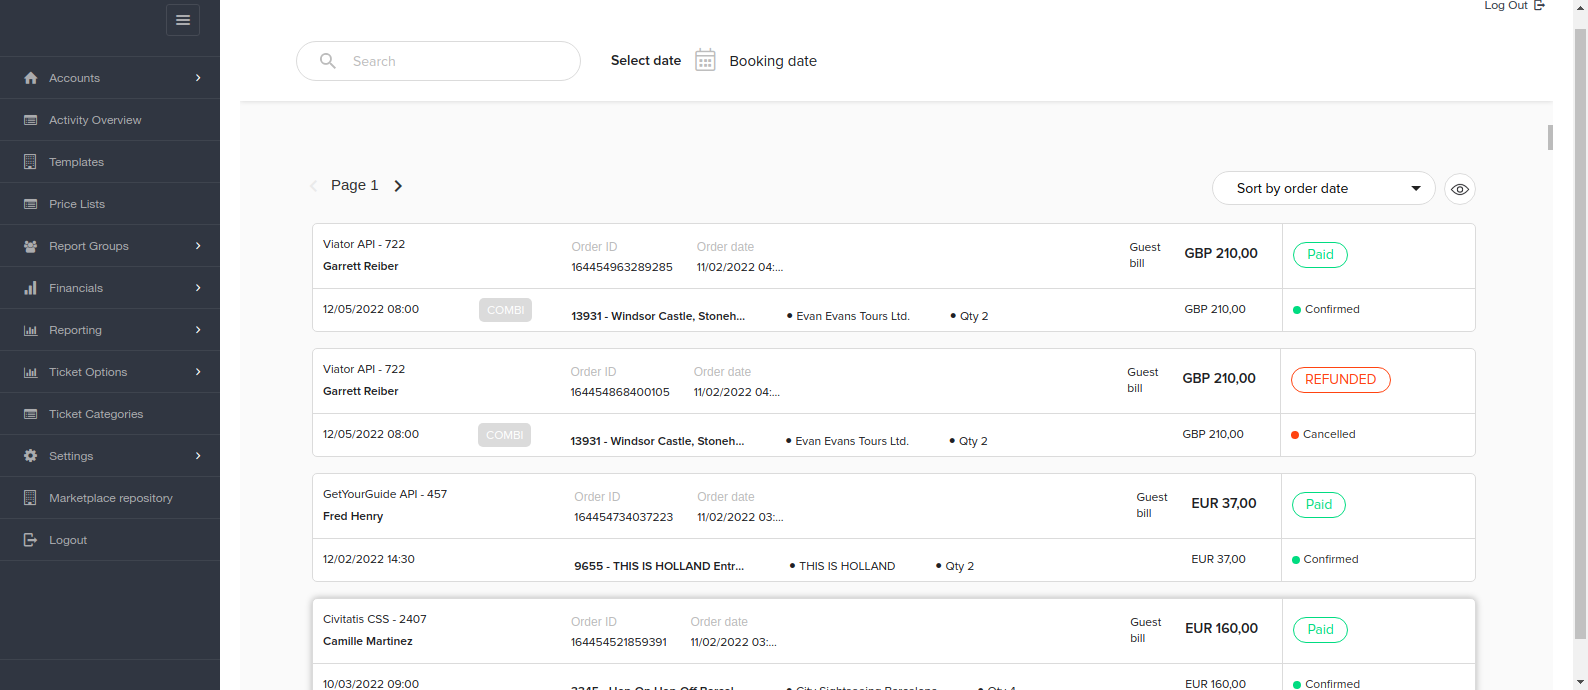 Log Out
Search
Select date
Booking date
Accounts
Activity Overview
Templates
Price Lists
Report Groups
Financials
Reporting
Ticket Options
Ticket Categories
Settings
Marketplace repository
Logout
Page 1
Sort by order date
Viator API - 722
Garrett Reiber
Order ID
164454963289285
Order date
11/02/2022 04:...
Guest
bill
GBP 210,00
Paid
12/05/2022 08:00
COMBI
13931 - Windsor Castle, Stoneh...
• Evan Evans Tours Ltd.
• Qty 2
GBP 210,00
Confirmed
Viator API - 722
Garrett Reiber
Order ID
164454868400105
Order date
11/02/2022 04:...
Guest
bill
GBP 210,00
REFUNDED
12/05/2022 08:00
COMBI
13931 - Windsor Castle, Stoneh...
• Evan Evans Tours Ltd.
• Qty 2
GBP 210,00
Cancelled
GetYourGuide API - 457
Fred Henry
Order ID
164454734037223
Order date
11/02/2022 03:...
Guest
bill
EUR 37,00
Paid
12/02/2022 14:30
9655 - THIS IS HOLLAND Entr...
• THIS IS HOLLAND
• Qty 2
EUR 37,00
Confirmed
Civitatis CSS - 2407
Camille Martinez
Order ID
164454521859391
Order date
11/02/2022 03:...
Guest
bill
EUR 160,00
Paid
10/03/2022 09:00
• City Sightseeing Barcelona
• Qty 4
EUR 160,00
Confirmed